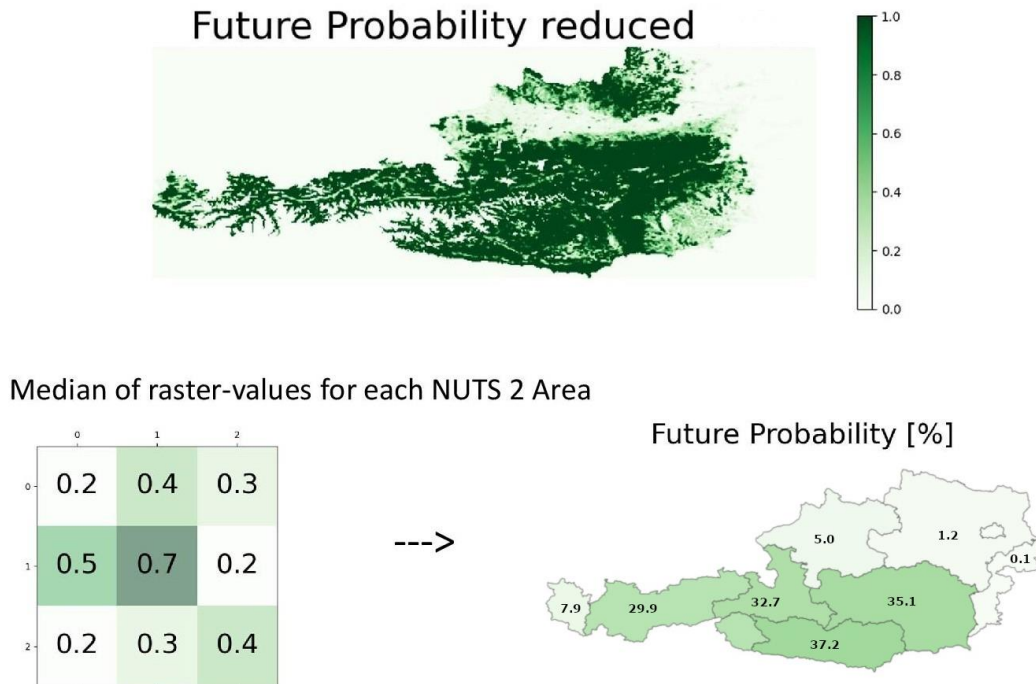 Future Probability reduced
1.0
0.8
0.6
0.4
0.2
0.0
Median of raster-values for each NUTS 2 Area
0 1 2
0 0.2 0.4 0.3
1 0.5 0.7 0.2
2 0.2 0.3 0.4
--->
Future Probability [%]
5.0
1.2
0.1
7.9
29.9
32.7
35.1
37.2